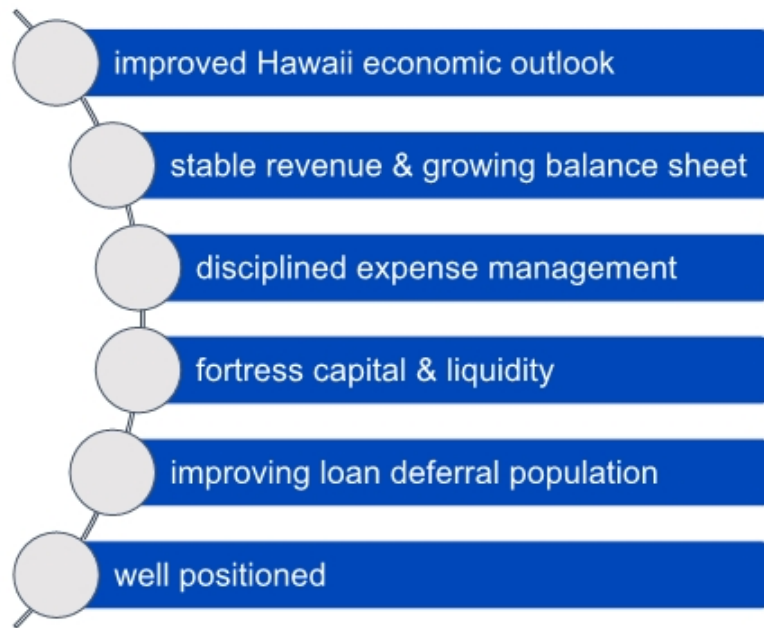 improved Hawaii economic outlook
stable revenue & growing balance sheet
disciplined expense management
fortress capital & liquidity
improving loan deferral population
well positioned